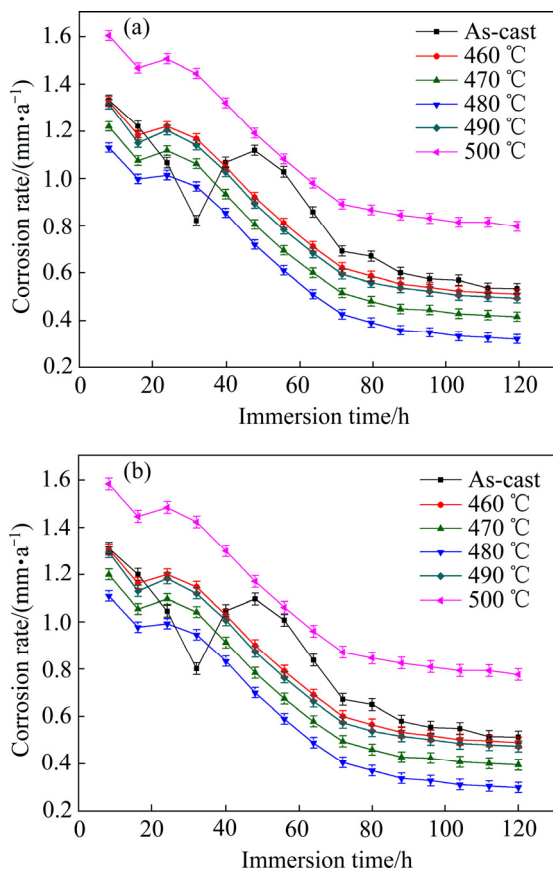 (a)
As-cast
460 ℃
470 ℃
480 ℃
490 ℃
500 ℃
1.6
1.4
1.2
1.0
0.8
0.6
0.4
0.2
Corrosion rate/(mm•a⁻¹)
0 20 40 60 80 100 120
Immersion time/h
(b)
As-cast
460 ℃
470 ℃
480 ℃
490 ℃
500 ℃
1.6
1.4
1.2
1.0
0.8
0.6
0.4
0.2
Corrosion rate/(mm•a⁻¹)
0 20 40 60 80 100 120
Immersion time/h